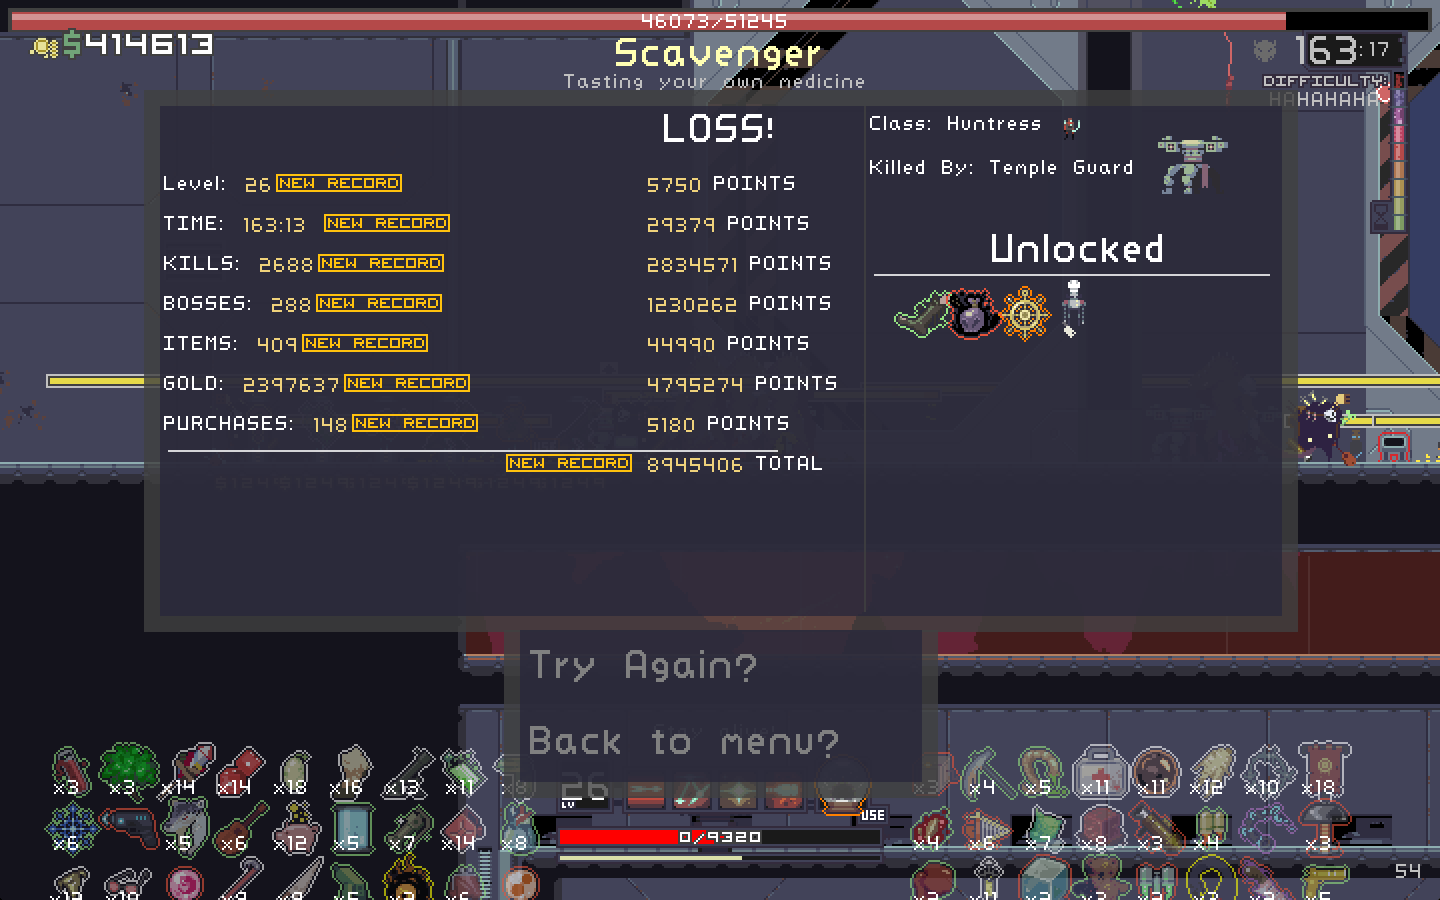 46073/51245
$414613
Scavenger
Tasting your own medicine
163:17
DIFFICULTY:
HAHAHAHA
LOSS!
Level: 26 NEW RECORD 5750 POINTS
TIME: 163:13 NEW RECORD 29379 POINTS
KILLS: 2688 NEW RECORD 2834571 POINTS
BOSSES: 288 NEW RECORD 1230262 POINTS
ITEMS: 409 NEW RECORD 44990 POINTS
GOLD: 2397637 NEW RECORD 4795274 POINTS
PURCHASES: 148 NEW RECORD 5180 POINTS
NEW RECORD 8945406 TOTAL
Class: Huntress
Killed By: Temple Guard
Unlocked
Try Again?
Back to menu?
x3 x3 x14 x14 x18 x16 x13 x11 x8
x6 x5 x6 x12 x5 x7 x14 x8
26
LV
USE
0/9320
x3 x4 x5 x11 x11 x12 x10 x18
x4 x6 x7 x8 x3 x4 x3
54